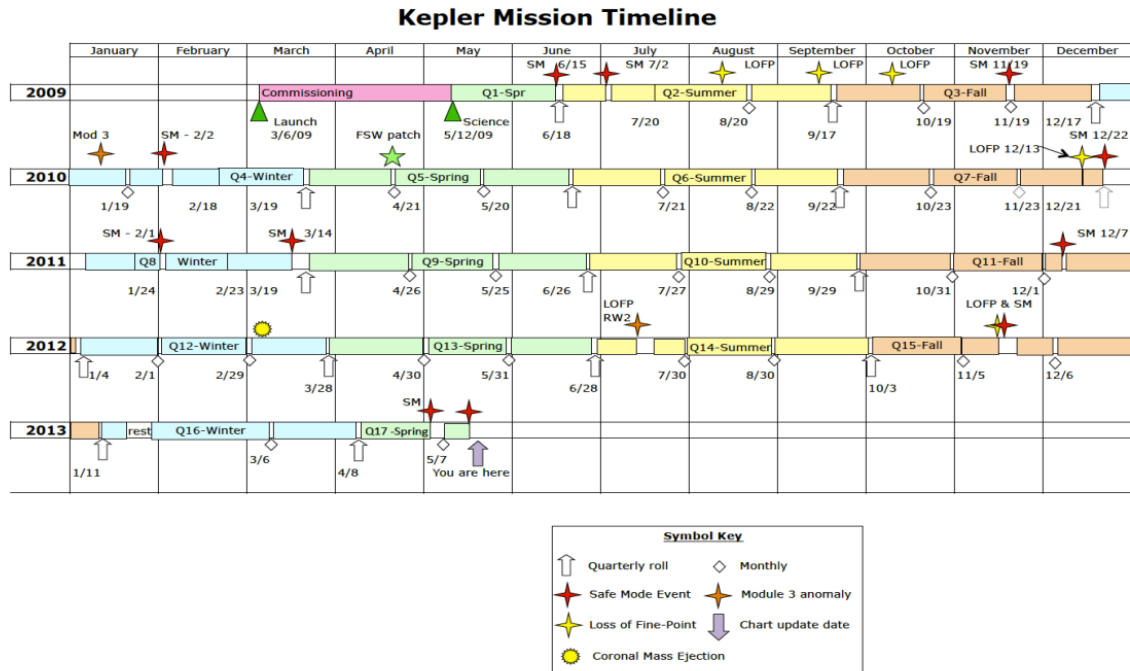 Kepler Mission Timeline
January February March April May June July August September October November December
SM 6/15 SM 7/2 LOFP LOFP LOFP SM 11/19
2009 Commissioning Q1-Spr Q2-Summer Q3-Fall
Launch Science
3/6/09 5/12/09 6/18 7/20 8/20 9/17 10/19 11/19 12/17
Mod 3 SM - 2/2 FSW patch LOFP 12/13 SM 12/22
2010 Q4-Winter Q5-Spring Q6-Summer Q7-Fall
1/19 2/18 3/19 4/21 5/20 7/21 8/22 9/22 10/23 11/23 12/21
SM - 2/1 SM 3/14 SM 12/7
2011 Q8 Winter Q9-Spring Q10-Summer Q11-Fall
1/24 2/23 3/19 4/26 5/25 6/26 7/27 8/29 9/29 10/31 12/1
LOFP LOFP & SM
RW2
2012 Q12-Winter Q13-Spring Q14-Summer Q15-Fall
1/4 2/1 2/29 3/28 4/30 5/31 6/28 7/30 8/30 10/3 11/5 12/6
SM
2013 rest Q16-Winter Q17-Spring
1/11 3/6 4/8 5/7
You are here
Symbol Key
Quarterly roll Monthly
Safe Mode Event Module 3 anomaly
Loss of Fine-Point Chart update date
Coronal Mass Ejection